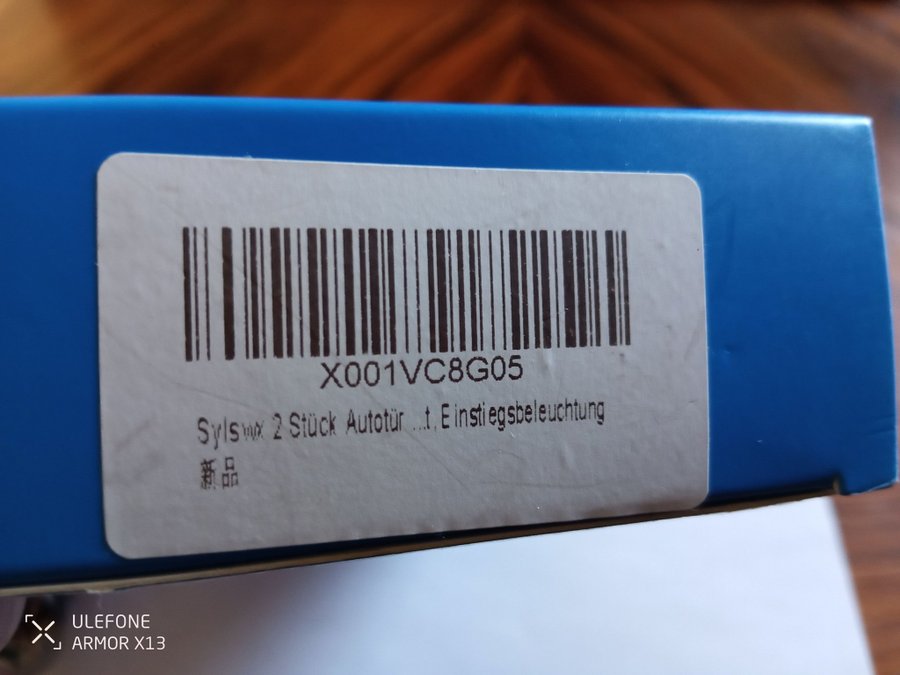 X001VC8G05
Sylswx 2 Stück Autotür ...t,Einstiegsbeleuchtung
新品
ULEFONE
ARMOR X13